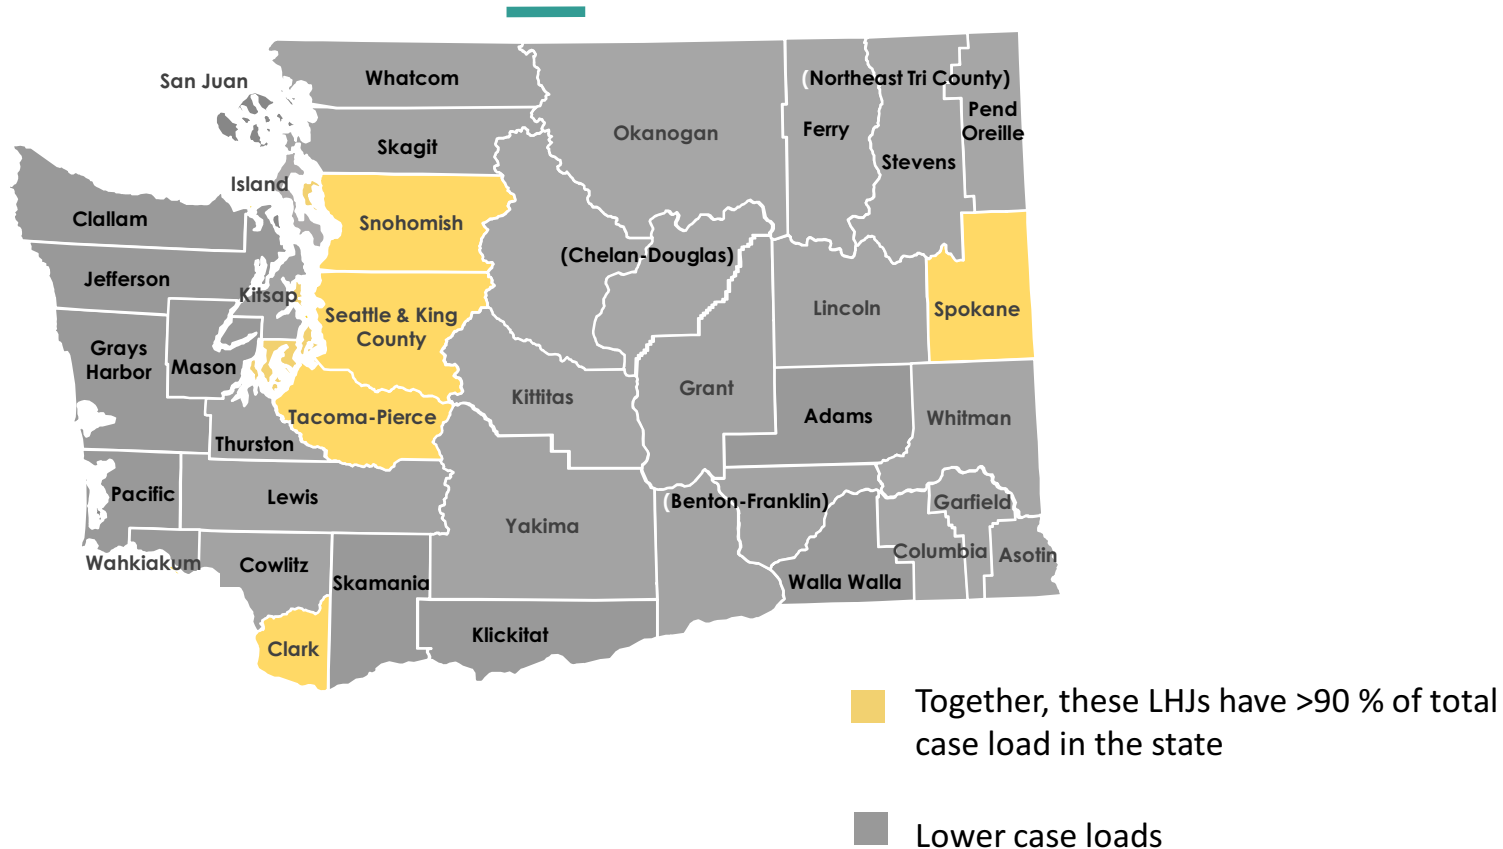 San Juan
Whatcom
(Northeast Tri County)
Pend
Oreille
Okanogan
Ferry
Skagit
Stevens
Island
Clallam
Snohomish
(Chelan-Douglas)
Jefferson
Kitsap
Seattle & King
County
Lincoln
Spokane
Grays
Harbor
Mason
Kittitas
Grant
Tacoma-Pierce
Adams
Whitman
Thurston
Pacific
Lewis
(Benton-Franklin)
Garfield
Yakima
Wahkiakum
Cowlitz
Columbia
Asotin
Skamania
Walla Walla
Klickitat
Clark
Together, these LHJs have >90 % of total
case load in the state
Lower case loads